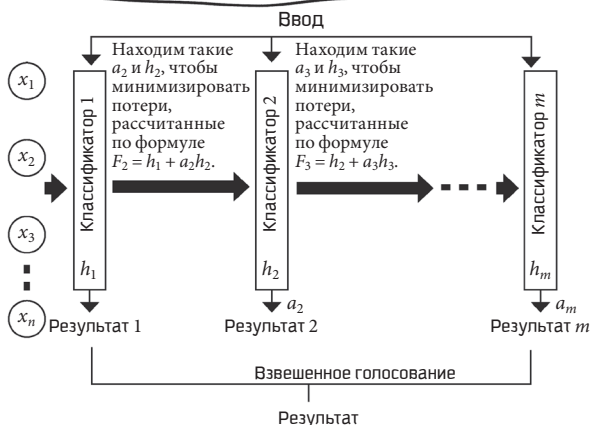 Ввод
x1
x2
x3
xn
Классификатор 1
h1
Находим такие
a2 и h2, чтобы
минимизировать
потери,
рассчитанные
по формуле
F2 = h1 + a2h2.
Классификатор 2
h2
a2
Находим такие
a3 и h3, чтобы
минимизировать
потери,
рассчитанные
по формуле
F3 = h2 + a3h3.
Классификатор m
hm
am
Результат 1
Результат 2
Результат m
Взвешенное голосование
Результат